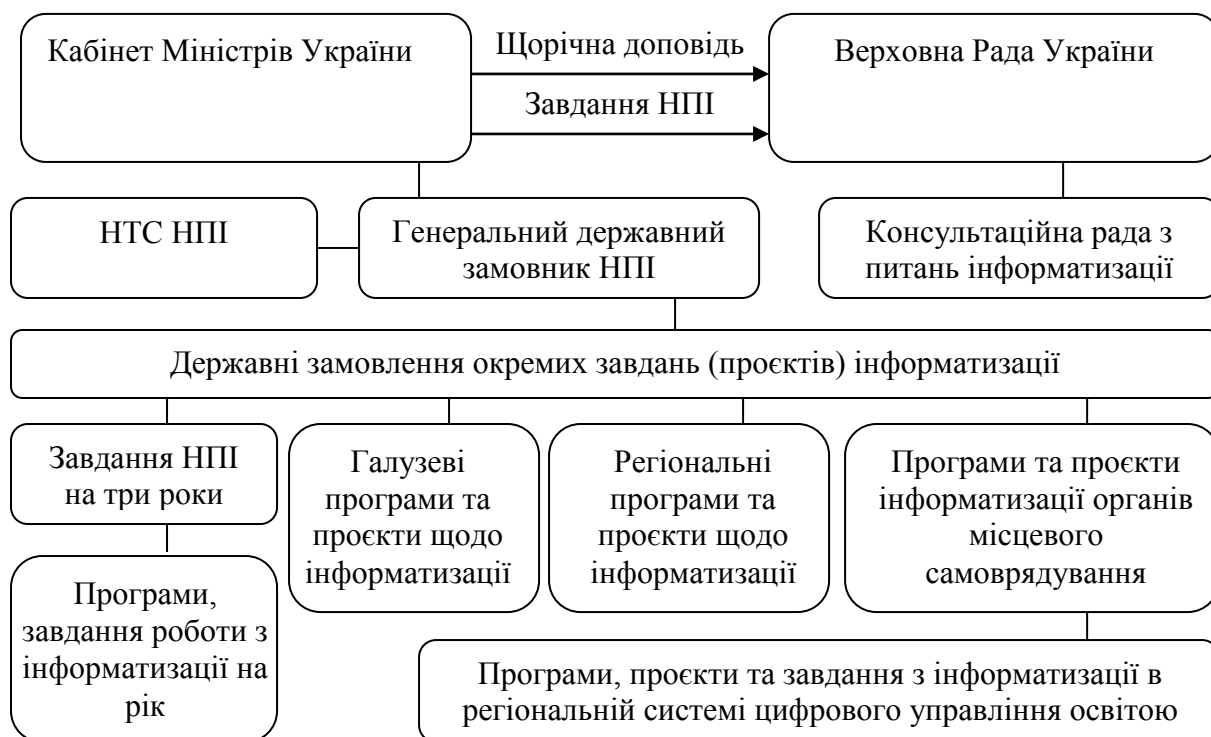 Кабінет Міністрів України
Щорічна доповідь
Завдання НПІ
Верховна Рада України
НТС НПІ
Генеральний державний
замовник НПІ
Консультаційна рада з
питань інформатизації
Державні замовлення окремих завдань (проєктів) інформатизації
Завдання НПІ
на три роки
Галузеві
програми та
проєкти щодо
інформатизації
Регіональні
програми та
проєкти щодо
інформатизації
Програми та проєкти
інформатизації органів
місцевого
самоврядування
Програми,
завдання роботи з
інформатизації на
рік
Програми, проєкти та завдання з інформатизації в
регіональній системі цифрового управління освітою